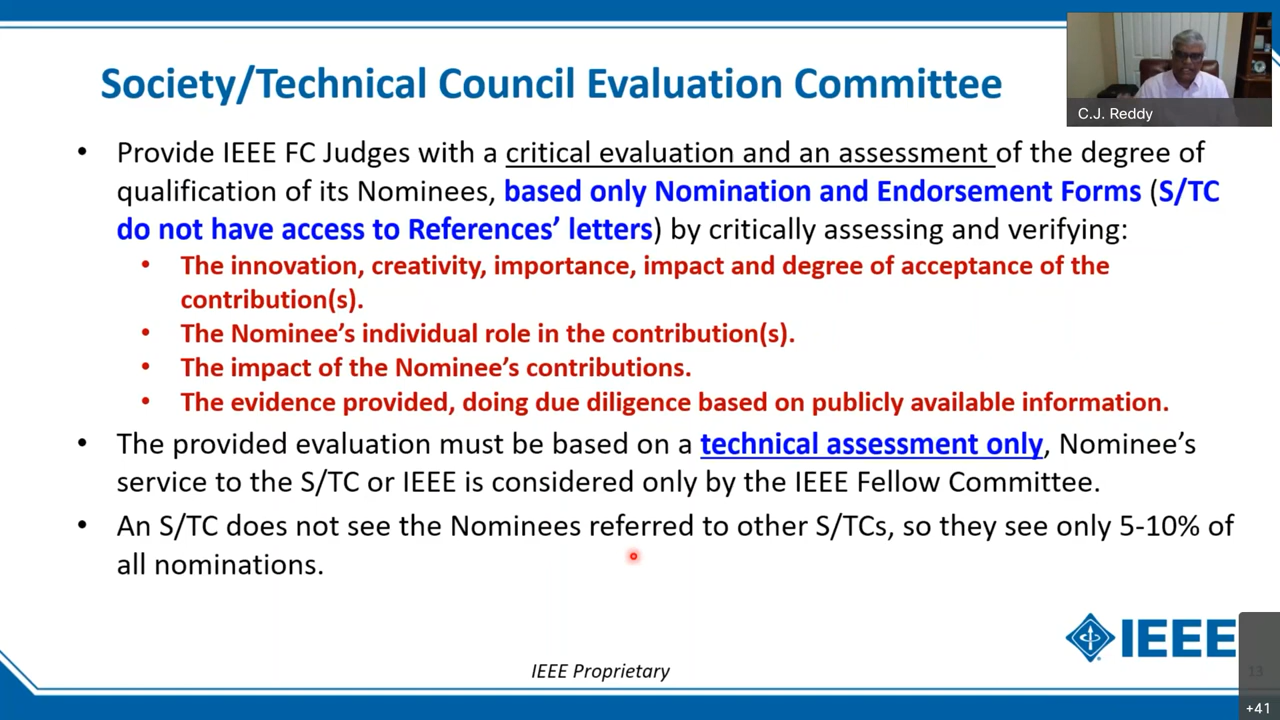 Society/Technical Council Evaluation Committee
C.J. Reddy
• Provide IEEE FC Judges with a critical evaluation and an assessment of the degree of
qualification of its Nominees, based only Nomination and Endorsement Forms (S/TC
do not have access to References’ letters) by critically assessing and verifying:
• The innovation, creativity, importance, impact and degree of acceptance of the
contribution(s).
• The Nominee’s individual role in the contribution(s).
• The impact of the Nominee’s contributions.
• The evidence provided, doing due diligence based on publicly available information.
• The provided evaluation must be based on a technical assessment only, Nominee’s
service to the S/TC or IEEE is considered only by the IEEE Fellow Committee.
• An S/TC does not see the Nominees referred to other S/TCs, so they see only 5-10% of
all nominations.
IEEE
IEEE Proprietary
13
+41